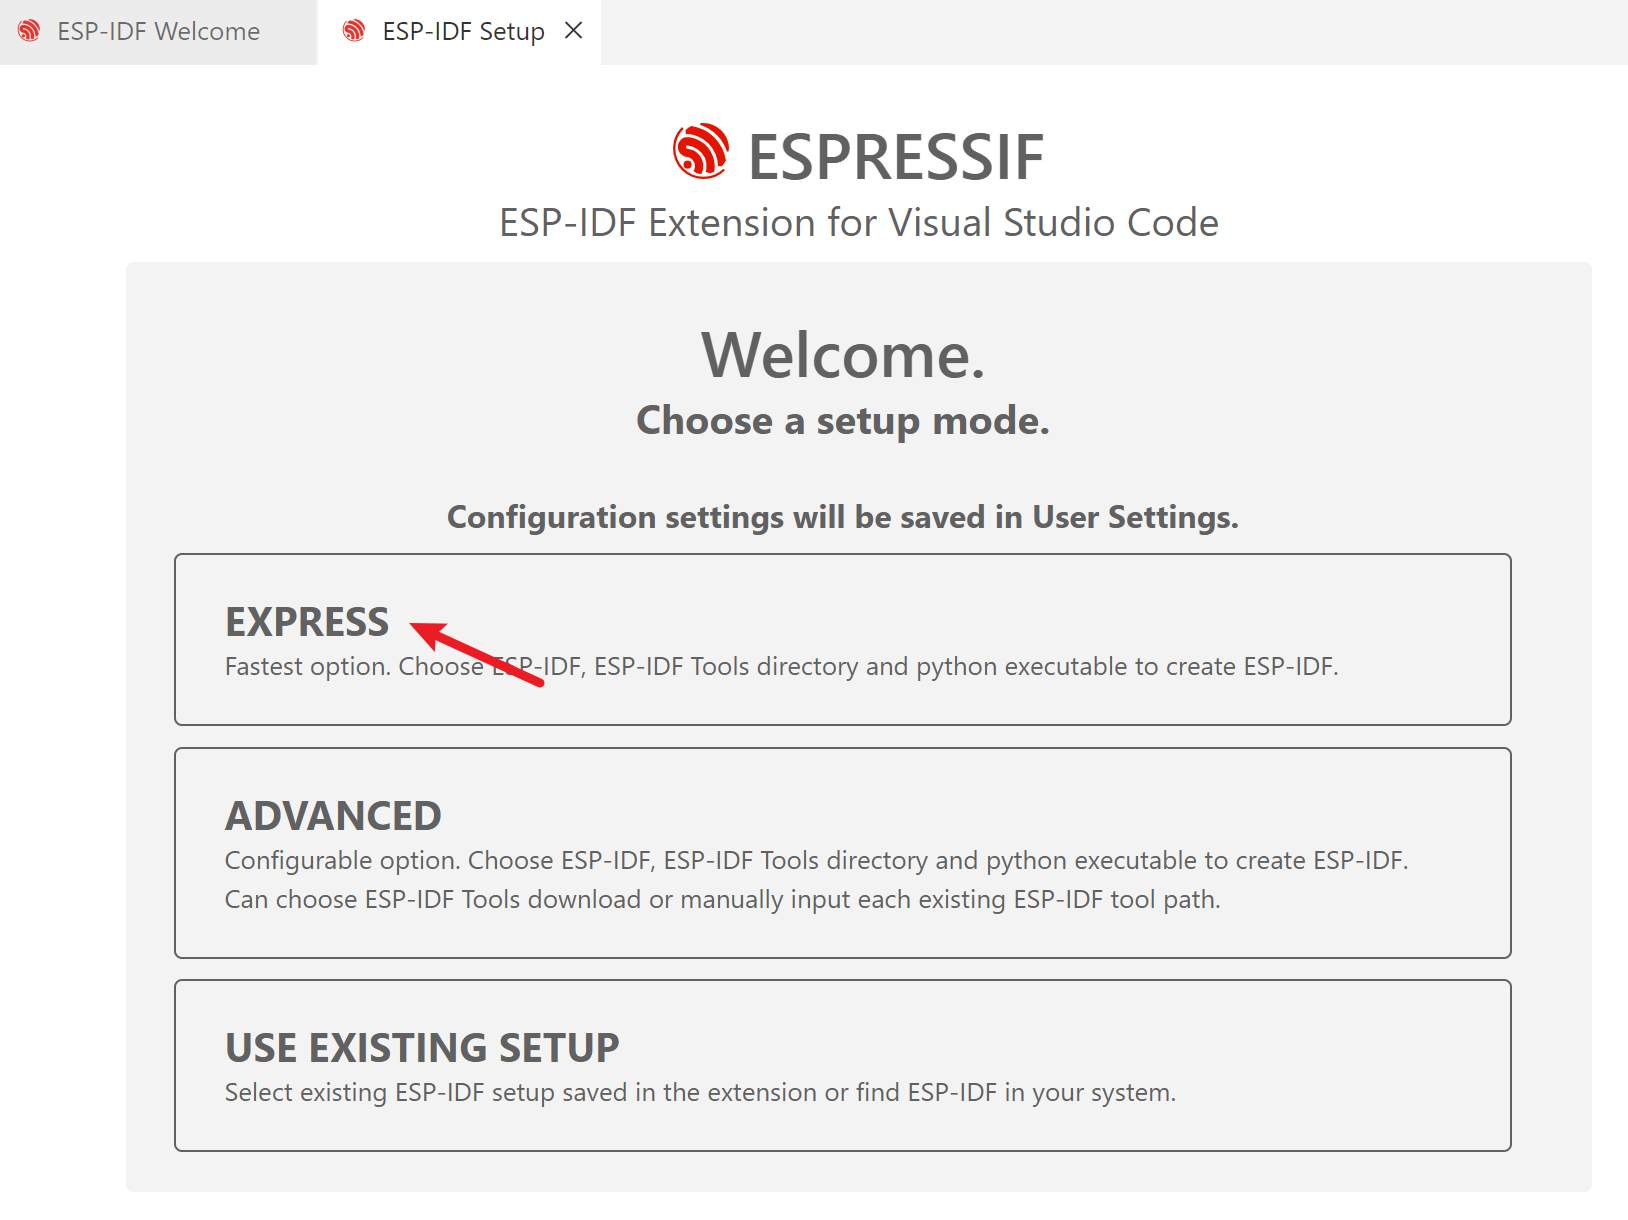 ESP-IDF Welcome
ESP-IDF Setup
ESPRESSIF
ESP-IDF Extension for Visual Studio Code
Welcome.
Choose a setup mode.
Configuration settings will be saved in User Settings.
EXPRESS
Fastest option. Choose ESP-IDF, ESP-IDF Tools directory and python executable to create ESP-IDF.
ADVANCED
Configurable option. Choose ESP-IDF, ESP-IDF Tools directory and python executable to create ESP-IDF.
Can choose ESP-IDF Tools download or manually input each existing ESP-IDF tool path.
USE EXISTING SETUP
Select existing ESP-IDF setup saved in the extension or find ESP-IDF in your system.